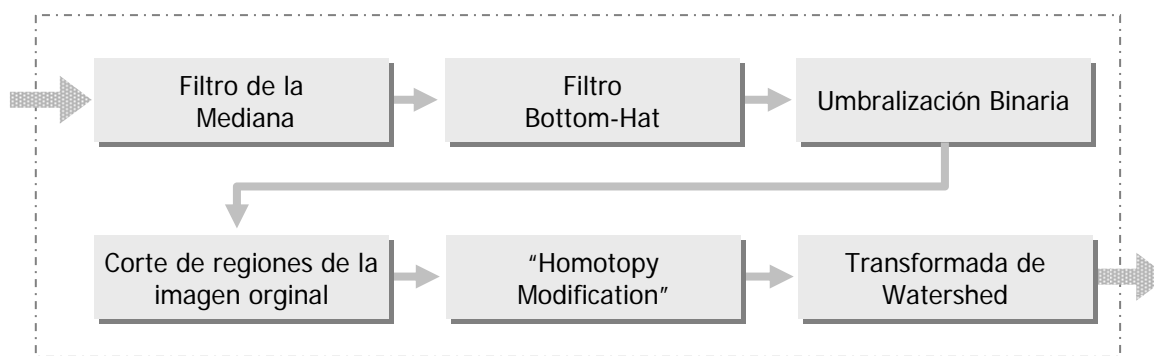 Filtro de la
Mediana
Filtro
Bottom-Hat
Umbralización Binaria
Corte de regiones de la
imagen orginal
“Homotopy
Modification”
Transformada de
Watershed